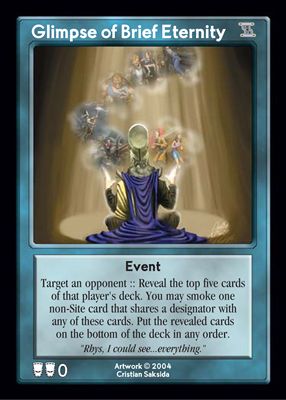 Glimpse of Brief Eternity
Event
Target an opponent :: Reveal the top five cards
of that player's deck. You may smoke one
non-Site card that shares a designator with
any of these cards. Put the revealed cards
on the bottom of the deck in any order.
"Rhys, I could see...everything."
0
Artwork © 2004
Cristian Saksida